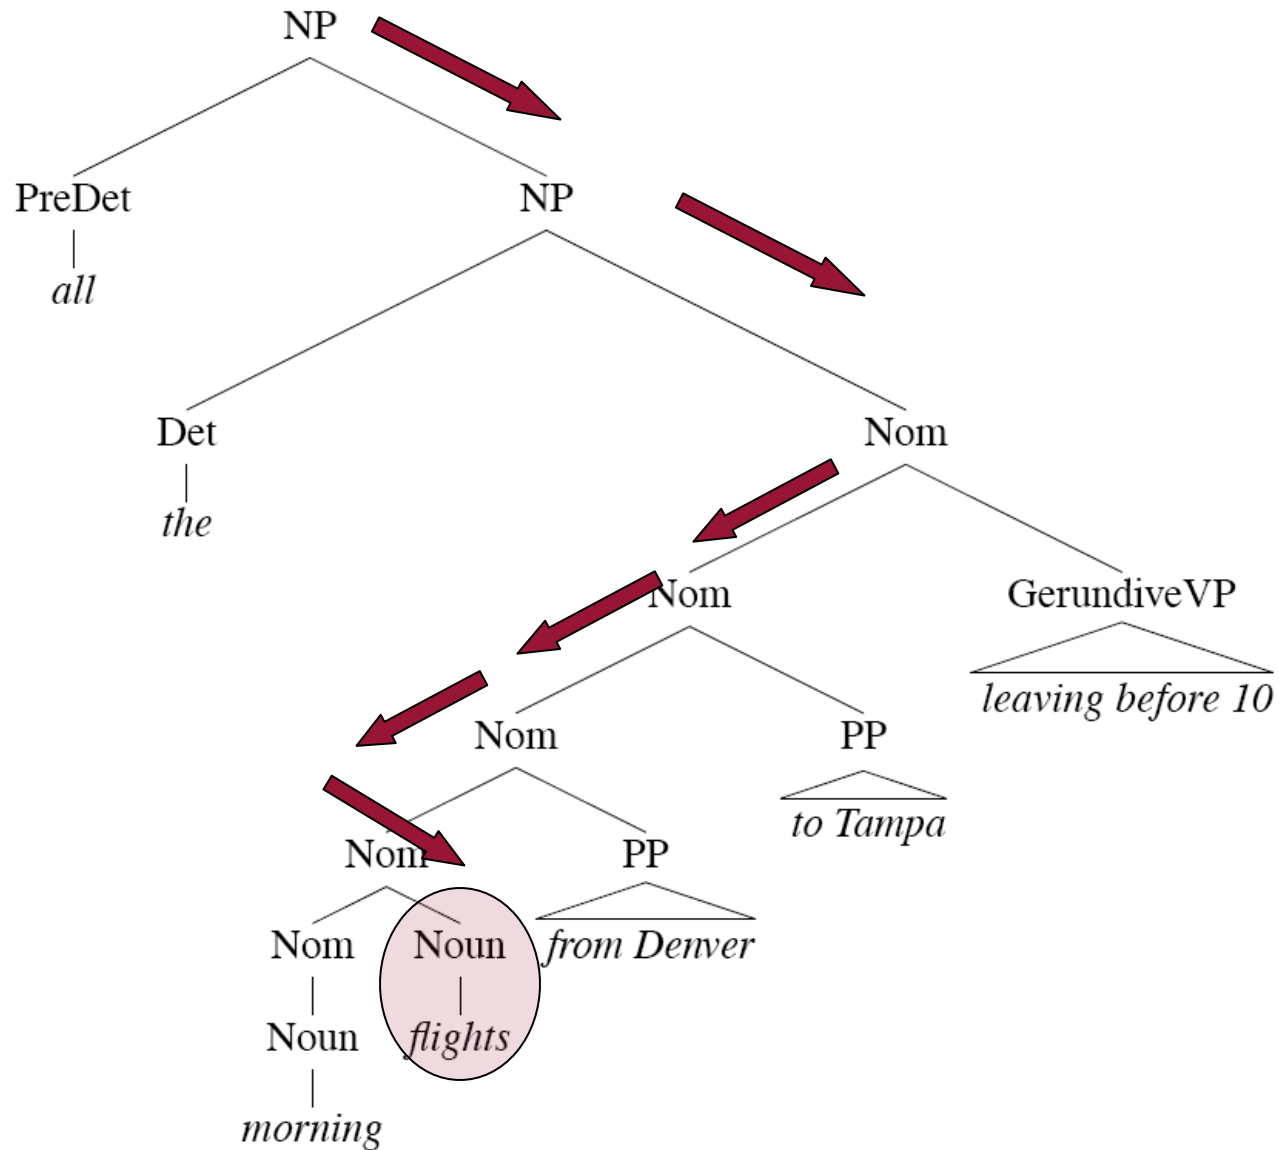 NP
PreDet NP
all
Det Nom
the
Nom GerundiveVP
leaving before 10
Nom PP
to Tampa
Nom PP
Nom Noun from Denver
Noun flights
morning